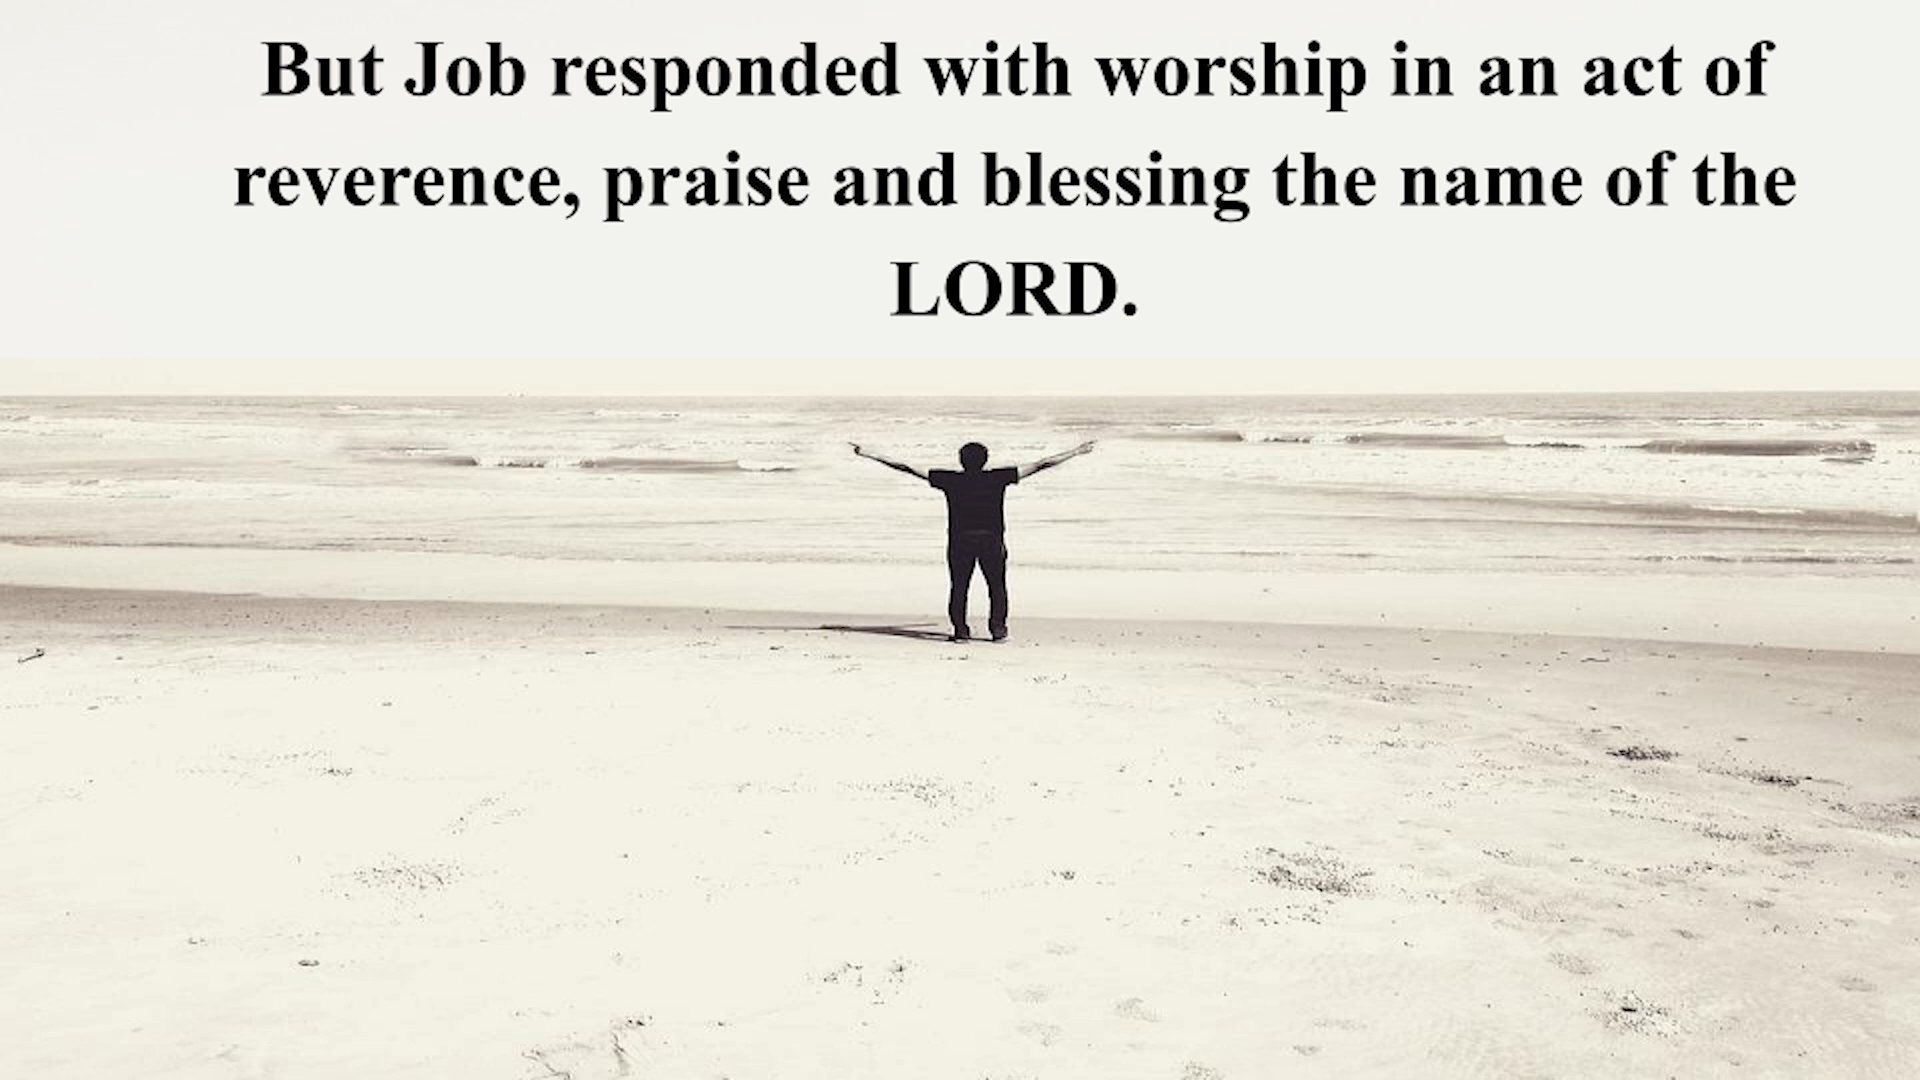 But Job responded with worship in an act of
reverence, praise and blessing the name of the
LORD.